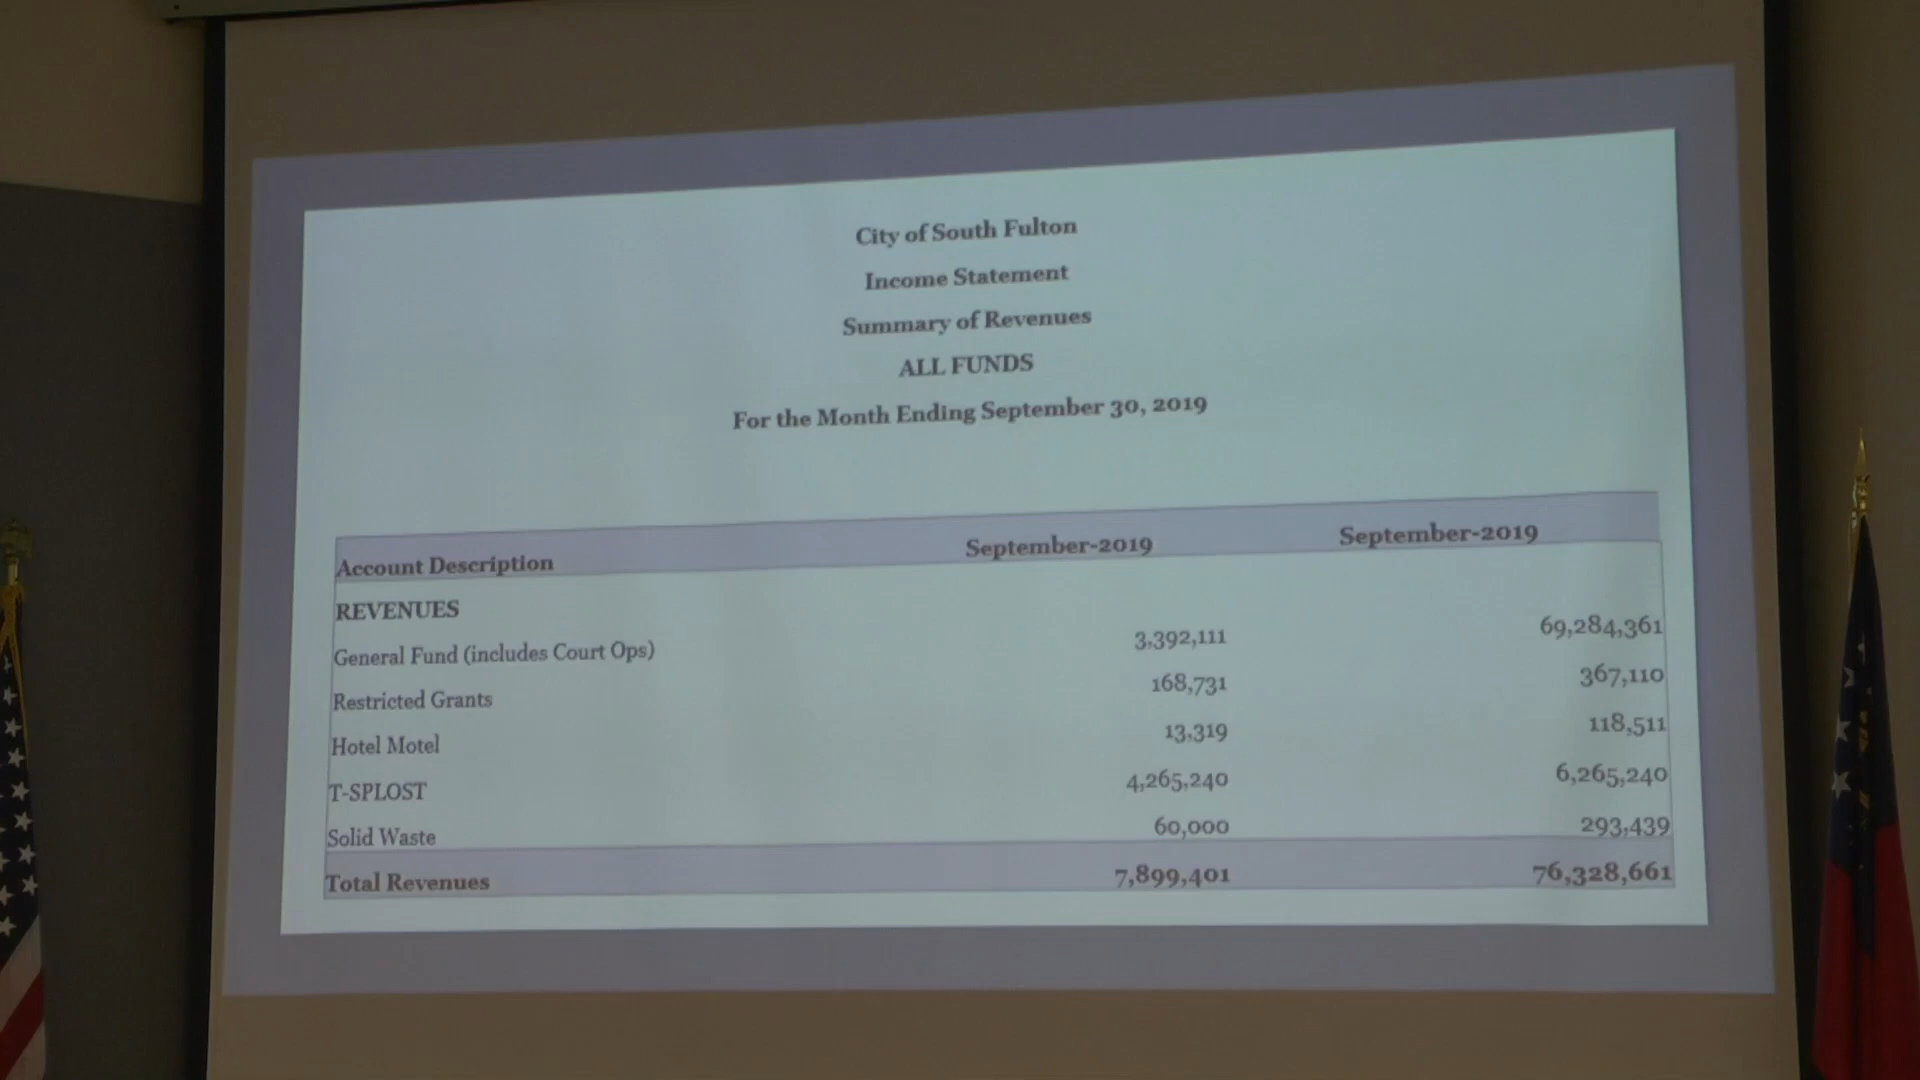 City of South Fulton
Income Statement
Summary of Revenues
ALL FUNDS
For the Month Ending September 30, 2019
Account Description September-2019 September-2019
REVENUES
General Fund (includes Court Ops) 3,392,111 69,284,361
Restricted Grants 168,731 367,110
Hotel Motel 13,319 118,511
T-SPLOST 4,265,240 6,265,240
Solid Waste 60,000 293,439
Total Revenues 7,899,401 76,328,661